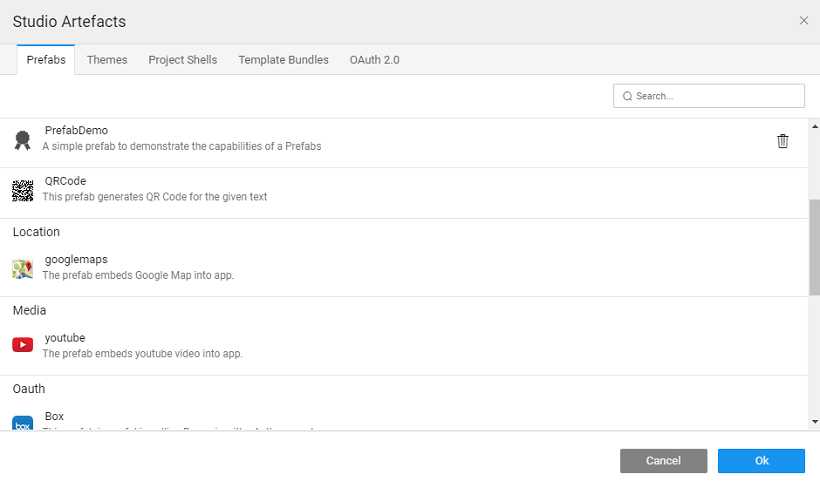 Studio Artefacts
Prefabs Themes Project Shells Template Bundles OAuth 2.0
Search...
PrefabDemo
A simple prefab to demonstrate the capabilities of a Prefabs
QRCode
This prefab generates QR Code for the given text
Location
googlemaps
The prefab embeds Google Map into app.
Media
youtube
The prefab embeds youtube video into app.
Oauth
Box
box
Cancel Ok